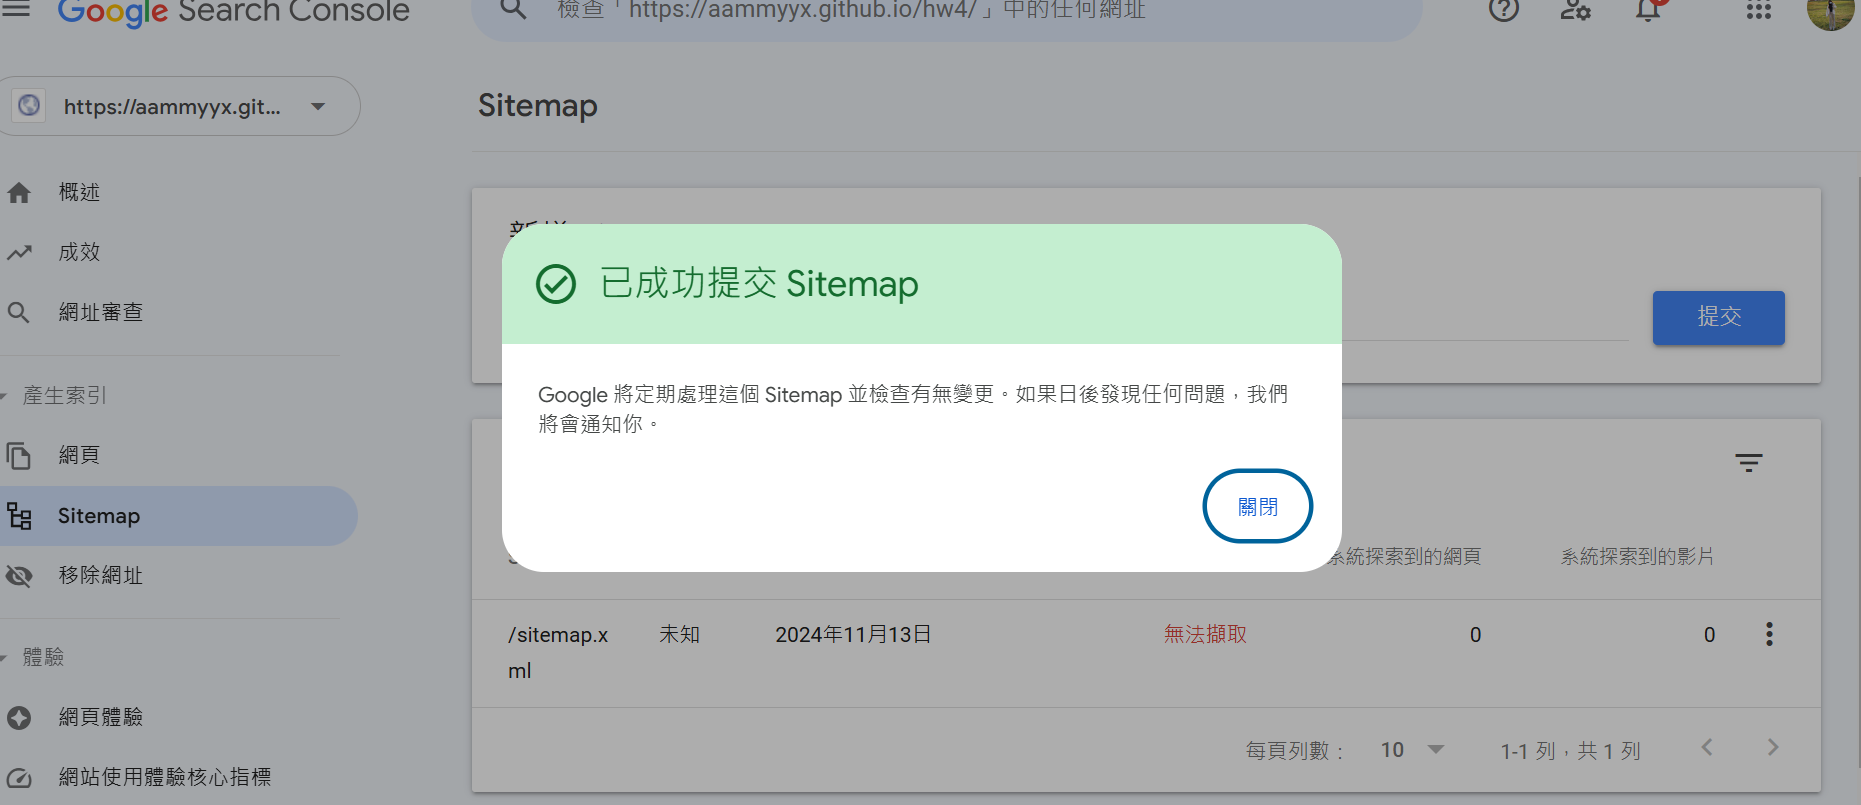 Google Search Console
檢查「https://aammyyx.github.io/hw4/」中的任何網址
https://aammyyx.git...
Sitemap
概述
成效
網址審查
產生索引
網頁
Sitemap
移除網址
體驗
網頁體驗
網站使用體驗核心指標
提交
已成功提交 Sitemap
Google 將定期處理這個 Sitemap 並檢查有無變更。如果日後發現任何問題，我們
將會通知你。
關閉
系統探索到的網頁
系統探索到的影片
/sitemap.x
ml
未知
2024年11月13日
無法擷取
0
0
每頁列數：
10
1-1 列，共 1 列